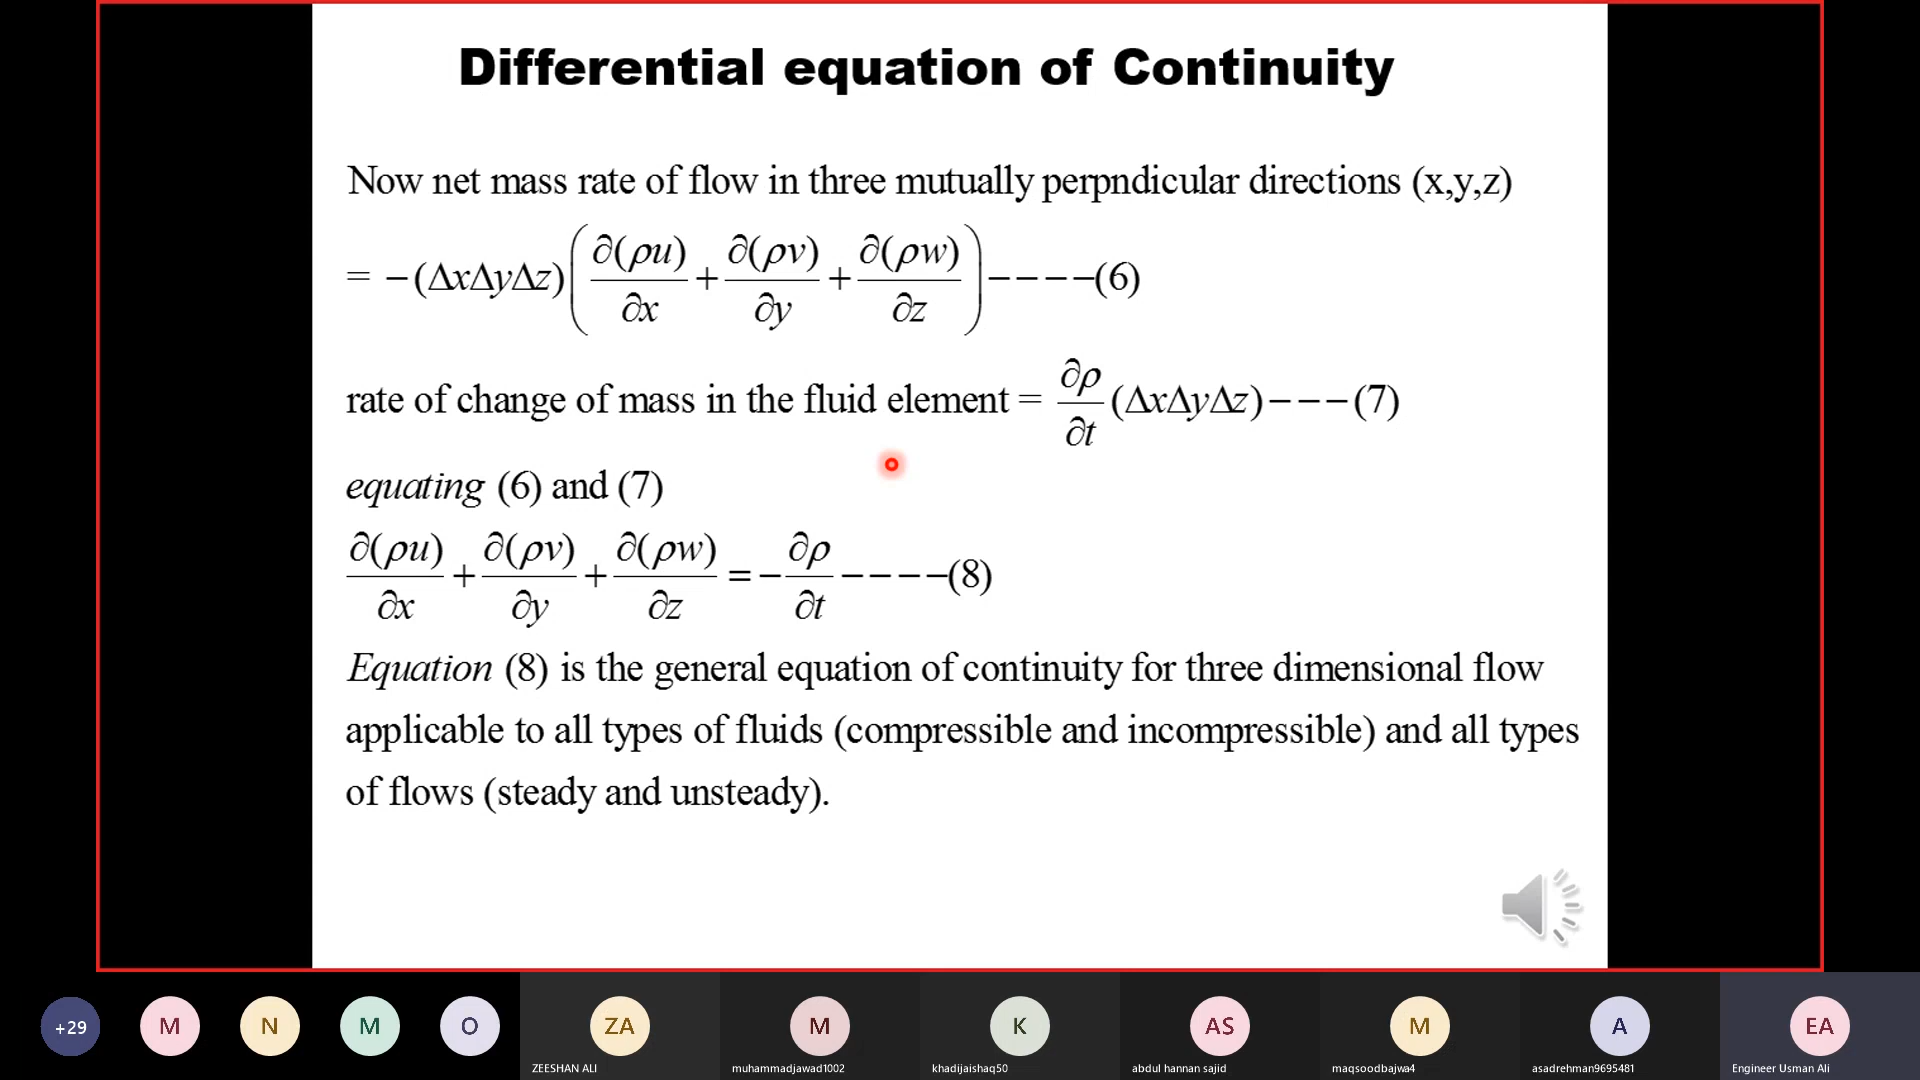 Differential equation of Continuity
Now net mass rate of flow in three mutually perpndicular directions (x,y,z)
= −(ΔxΔyΔz)(∂(ρu)/∂x + ∂(ρv)/∂y + ∂(ρw)/∂z)−−−−(6)
rate of change of mass in the fluid element = ∂ρ/∂t (ΔxΔyΔz)−−−(7)
equating (6) and (7)
∂(ρu)/∂x + ∂(ρv)/∂y + ∂(ρw)/∂z = −∂ρ/∂t −−−−(8)
Equation (8) is the general equation of continuity for three dimensional flow
applicable to all types of fluids (compressible and incompressible) and all types
of flows (steady and unsteady).
+29 M N M O ZA M K AS M A EA
ZEESHAN ALI muhammadjawad1002 khadijaishaq50 abdul hannan sajid maqsoodbajwa4 asadrehman9695481 Engineer Usman Ali